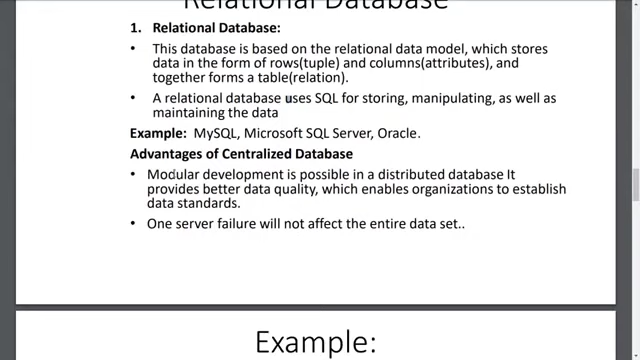 Relational Database
1. Relational Database:
• This database is based on the relational data model, which stores
data in the form of rows(tuple) and columns(attributes), and
together forms a table(relation).
• A relational database uses SQL for storing, manipulating, as well as
maintaining the data
Example: MySQL, Microsoft SQL Server, Oracle.
Advantages of Centralized Database
• Modular development is possible in a distributed database It
provides better data quality, which enables organizations to establish
data standards.
• One server failure will not affect the entire data set..
Example: